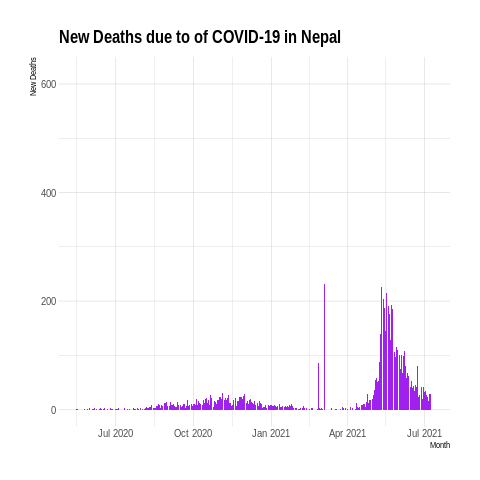 New Deaths due to of COVID-19 in Nepal
New Deaths
600
400
200
0
Jul 2020 Oct 2020 Jan 2021 Apr 2021 Jul 2021
Month